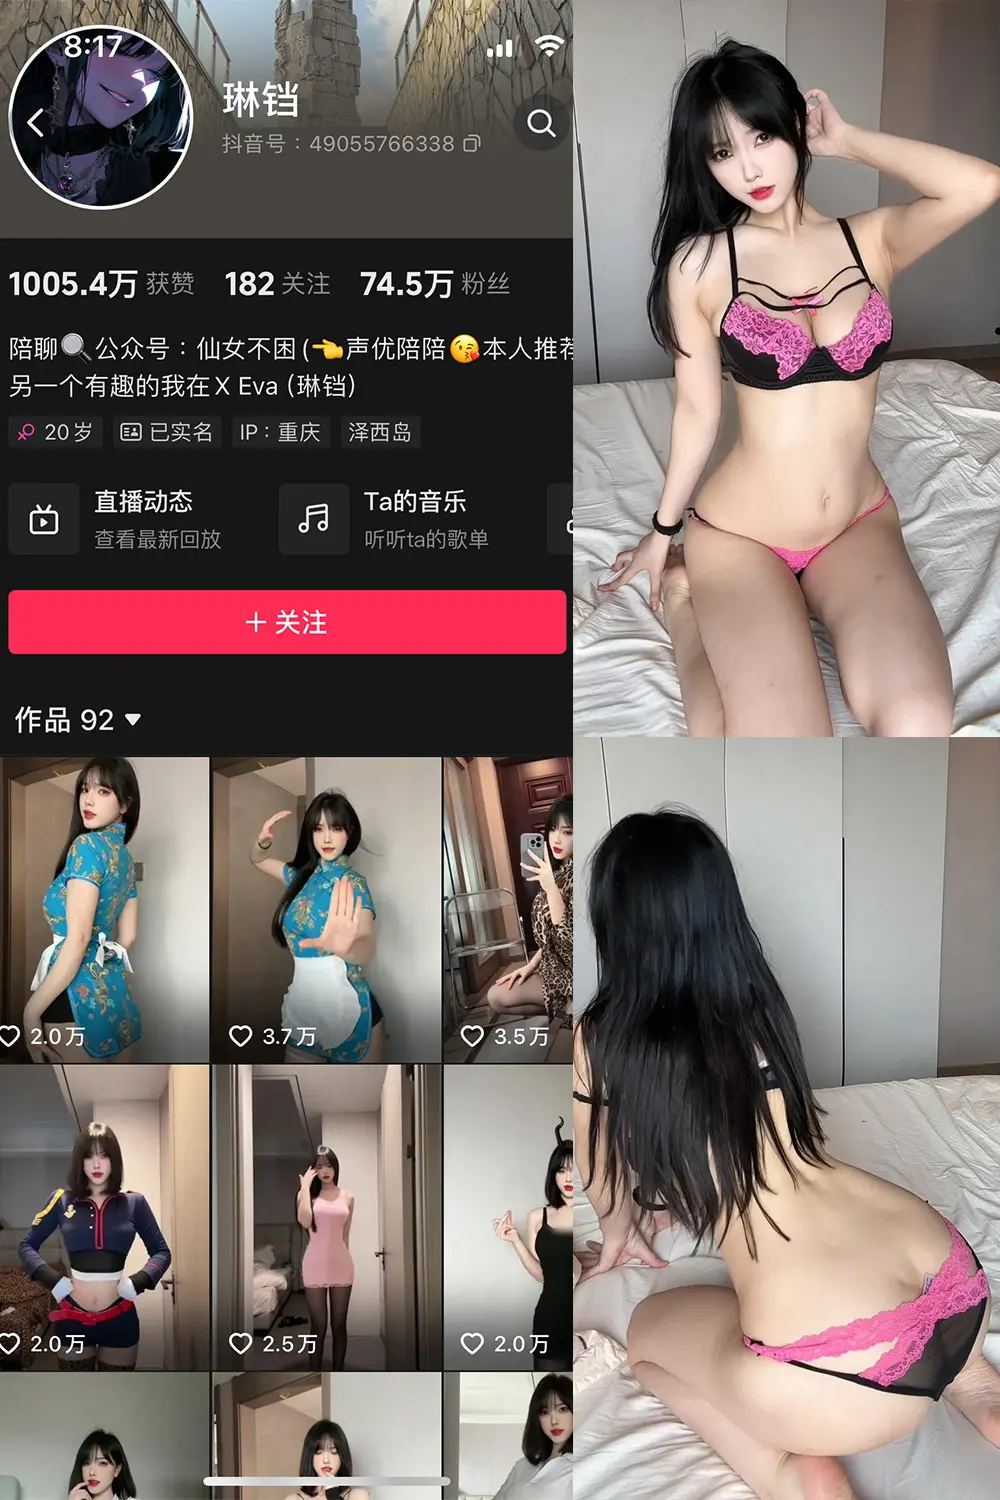 8:17
琳铛
抖音号：49055766338
1005.4万 获赞 182 关注 74.5万 粉丝
陪聊🔍公众号：仙女不困(👈声优陪陪😘本人推荐
另一个有趣的我在X Eva (琳铛)
20岁 已实名 IP：重庆 泽西岛
直播动态
查看最新回放
Ta的音乐
听听ta的歌单
+ 关注
作品 92
2.0万 3.7万 3.5万
2.0万 2.5万 2.0万